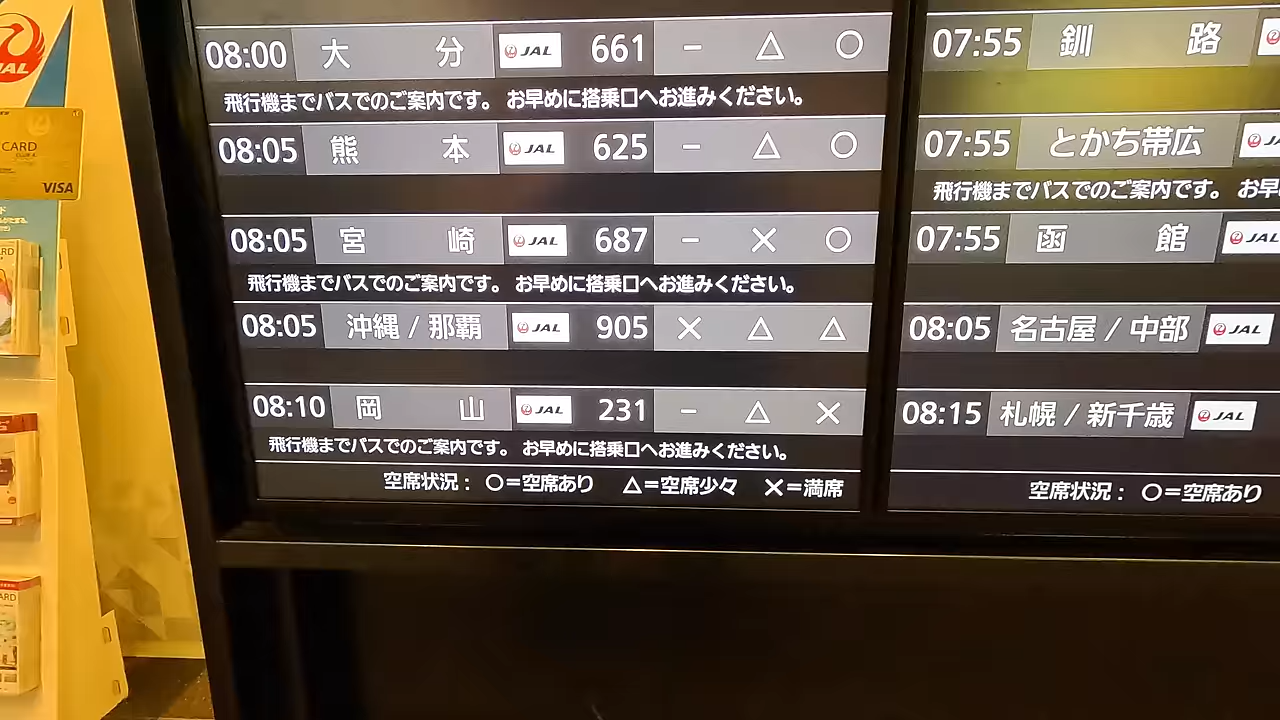 JAL
CARD
VISA
08:00 大分 JAL 661 − △ ○
飛行機までバスでのご案内です。 お早めに搭乗口へお進みください。
08:05 熊本 JAL 625 − △ ○
08:05 宮崎 JAL 687 − × ○
飛行機までバスでのご案内です。 お早めに搭乗口へお進みください。
08:05 沖縄 / 那覇 JAL 905 × △ △
08:10 岡山 JAL 231 − △ ×
飛行機までバスでのご案内です。 お早めに搭乗口へお進みください。
空席状況： ○=空席あり △=空席少々 ×=満席
07:55 釧路
07:55 とかち帯広 JA
飛行機までバスでのご案内です。 お早
07:55 函館 JAL
08:05 名古屋 / 中部 JAL
08:15 札幌 / 新千歳 JAL
空席状況： ○=空席あり